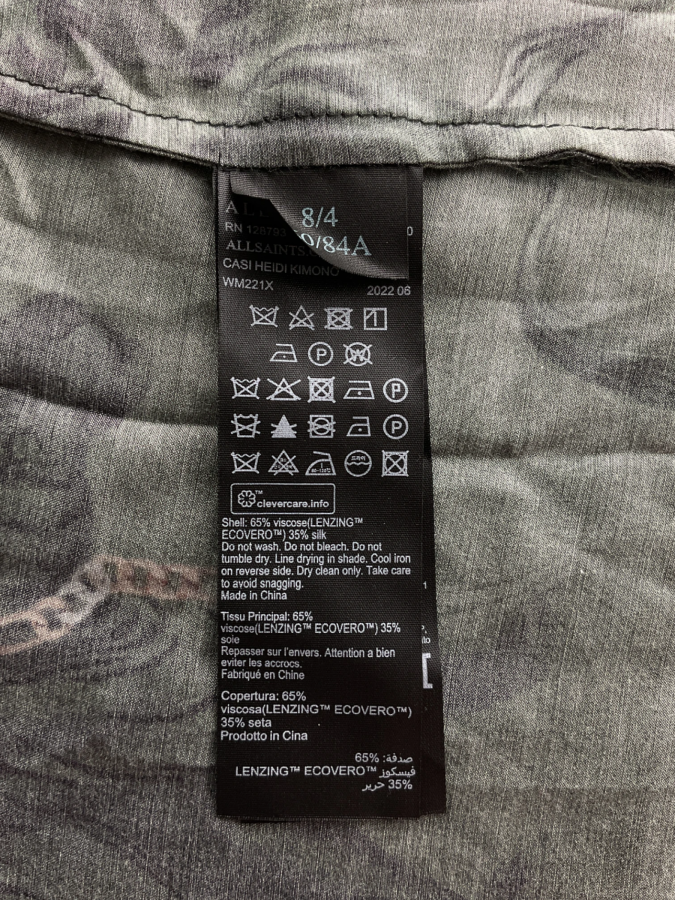 8/4
0/84A
RN 128793
ALLSAINTS.
CASI HEIDI KIMONO
WM221X 2022 06
P W
P
P
clevercare.info
Shell: 65% viscose(LENZING™
ECOVERO™) 35% silk
Do not wash. Do not bleach. Do not
tumble dry. Line drying in shade. Cool iron
on reverse side. Dry clean only. Take care
to avoid snagging.
Made in China
Tissu Principal: 65%
viscose(LENZING™ ECOVERO™) 35%
soie
Repasser sur l'envers. Attention a bien
eviter les accrocs.
Fabriqué en Chine
Copertura: 65%
viscosa(LENZING™ ECOVERO™)
35% seta
Prodotto in Cina
صدفة: 65%
فيسكوز LENZING™ ECOVERO™
35% حرير